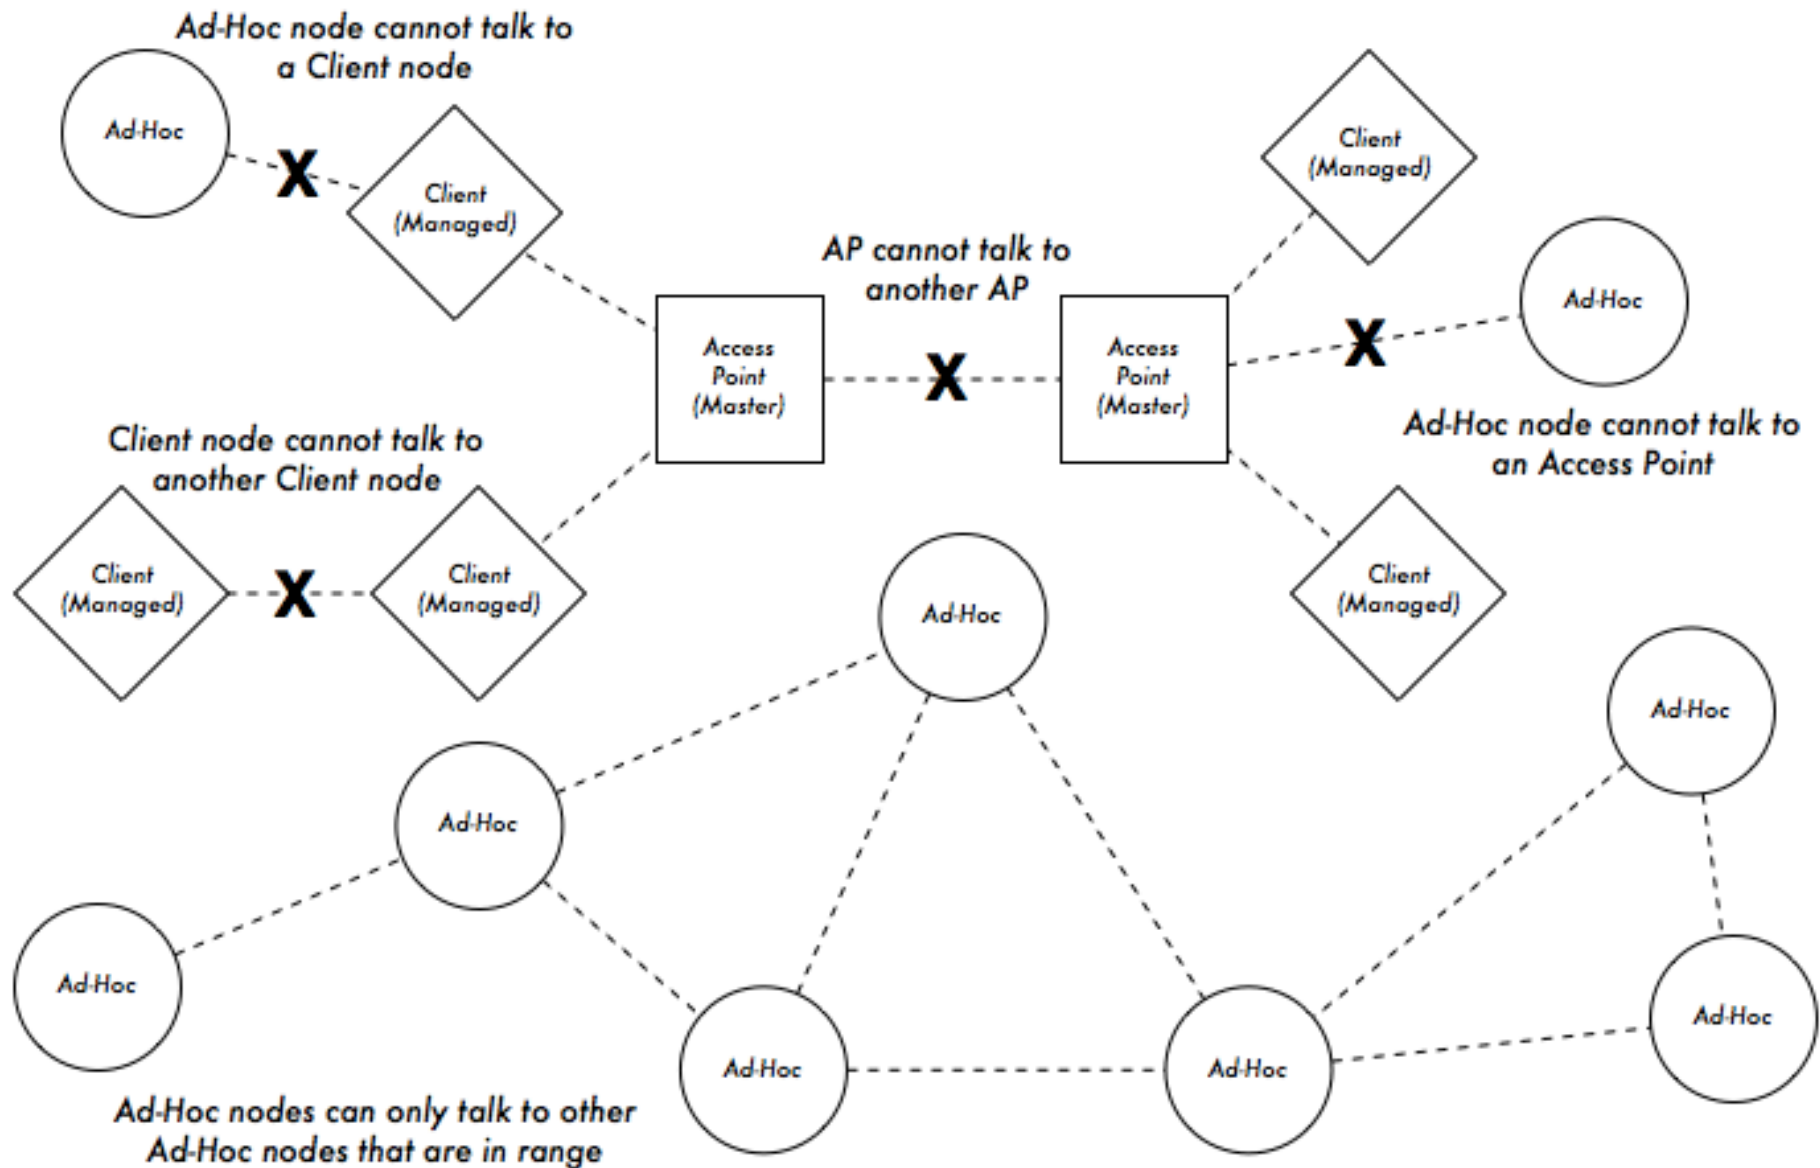 Ad-Hoc node cannot talk to
a Client node
Ad-Hoc
X
Client
(Managed)
Client
(Managed)
AP cannot talk to
another AP
Ad-Hoc
Access
Point
(Master)
X
Access
Point
(Master)
X
Ad-Hoc node cannot talk to
an Access Point
Client node cannot talk to
another Client node
Client
(Managed)
X
Client
(Managed)
Client
(Managed)
Ad-Hoc
Ad-Hoc
Ad-Hoc
Ad-Hoc
Ad-Hoc
Ad-Hoc
Ad-Hoc
Ad-Hoc nodes can only talk to other
Ad-Hoc nodes that are in range